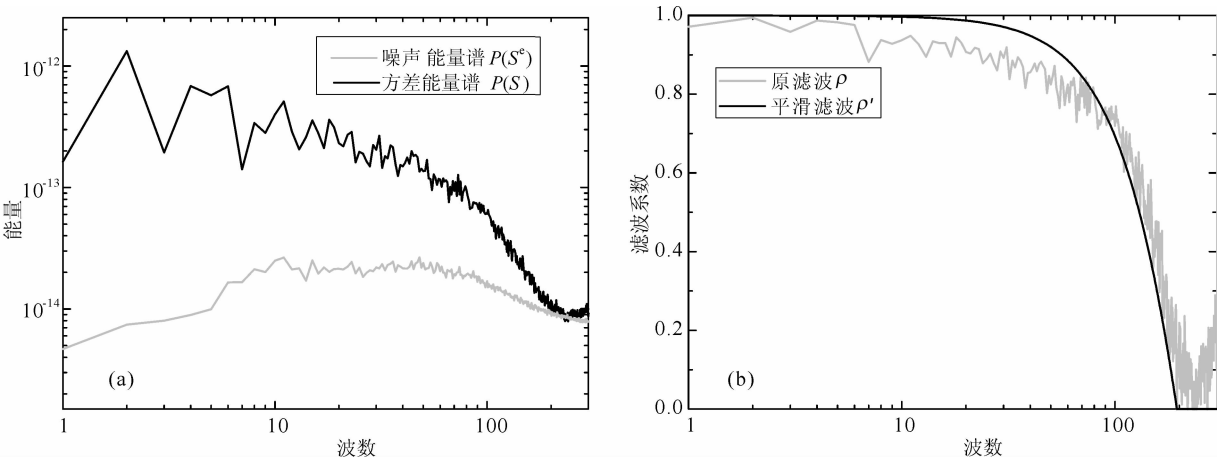 10⁻¹²
10⁻¹³
10⁻¹⁴
能量
噪声 能量谱 P(Sᵉ)
方差能量谱 P(S)
(a)
1
10
100
波数
1.0
0.8
0.6
0.4
0.2
0.0
滤波系数
原滤波ρ
平滑滤波ρ'
(b)
1
10
100
波数